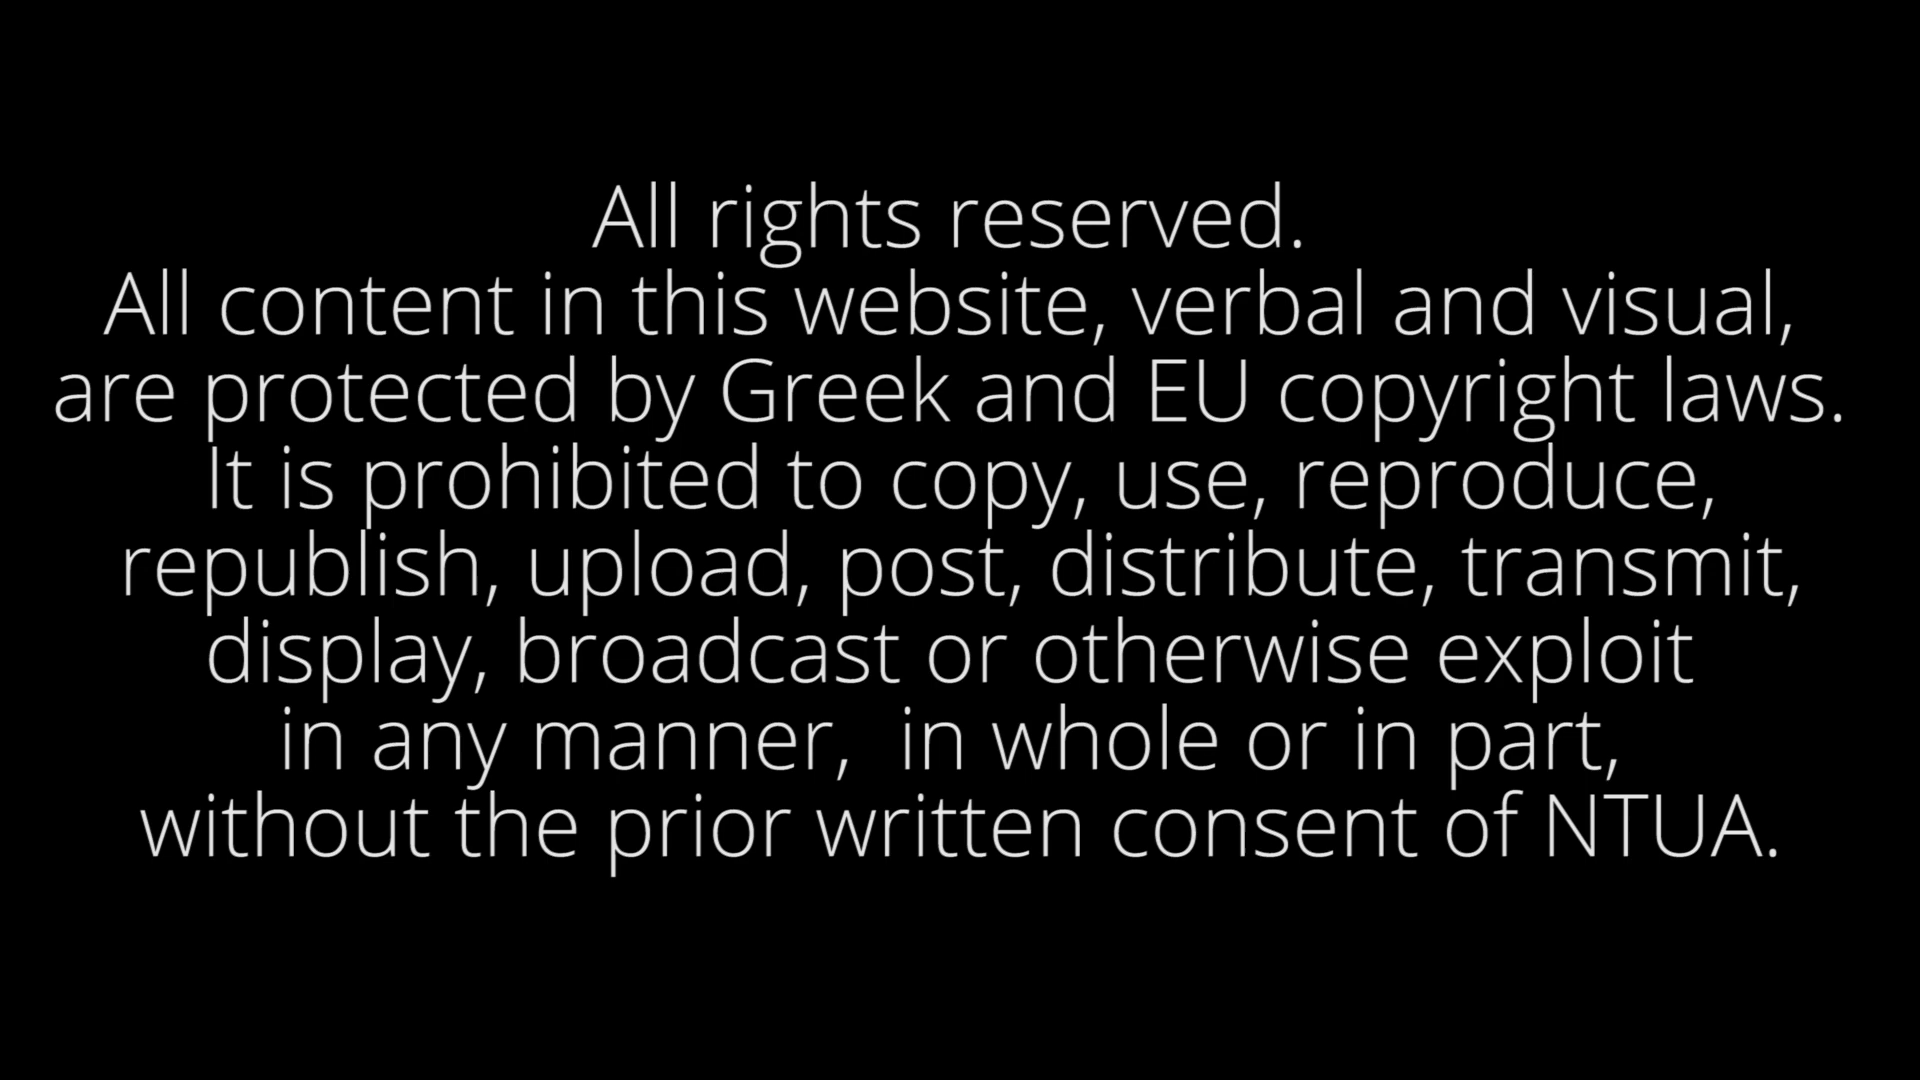 All rights reserved.
All content in this website, verbal and visual,
are protected by Greek and EU copyright laws.
It is prohibited to copy, use, reproduce,
republish, upload, post, distribute, transmit,
display, broadcast or otherwise exploit
in any manner,  in whole or in part,
without the prior written consent of NTUA.